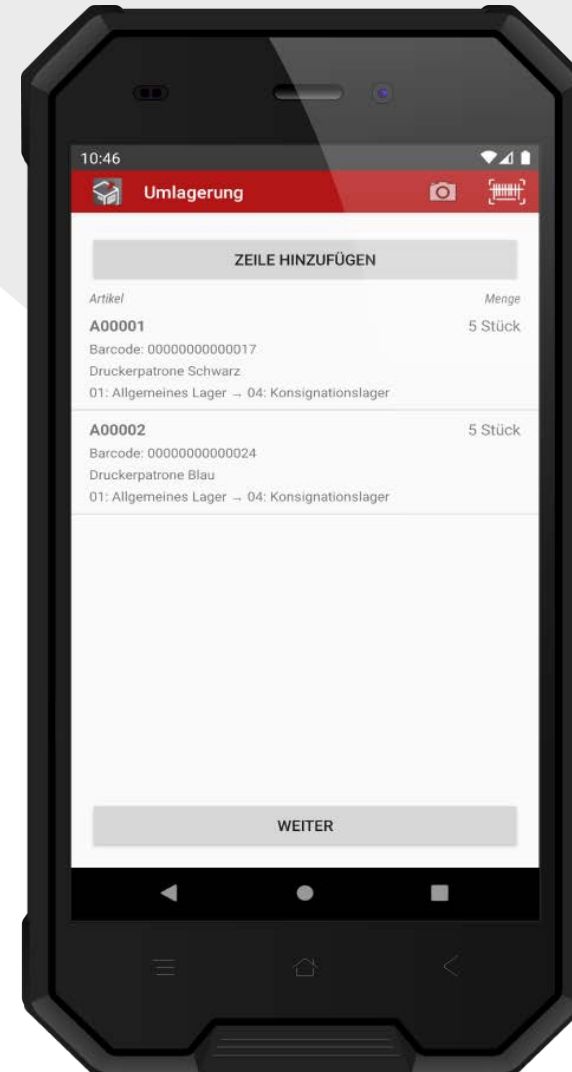 10:46
Umlagerung
ZEILE HINZUFÜGEN
Artikel Menge
A00001 5 Stück
Barcode: 00000000000017
Druckerpatrone Schwarz
01: Allgemeines Lager → 04: Konsignationslager
A00002 5 Stück
Barcode: 00000000000024
Druckerpatrone Blau
01: Allgemeines Lager → 04: Konsignationslager
WEITER